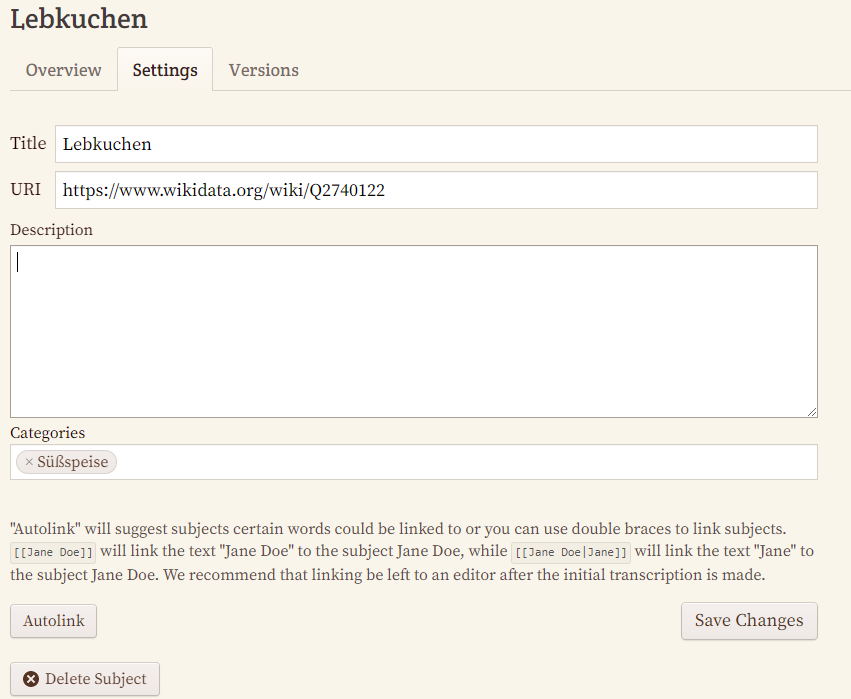 Lebkuchen
Overview Settings Versions
Title Lebkuchen
URI https://www.wikidata.org/wiki/Q2740122
Description
Categories
× Süßspeise
"Autolink" will suggest subjects certain words could be linked to or you can use double braces to link subjects.
[[Jane Doe]] will link the text "Jane Doe" to the subject Jane Doe, while [[Jane Doe|Jane]] will link the text "Jane" to
the subject Jane Doe. We recommend that linking be left to an editor after the initial transcription is made.
Autolink Save Changes
Delete Subject